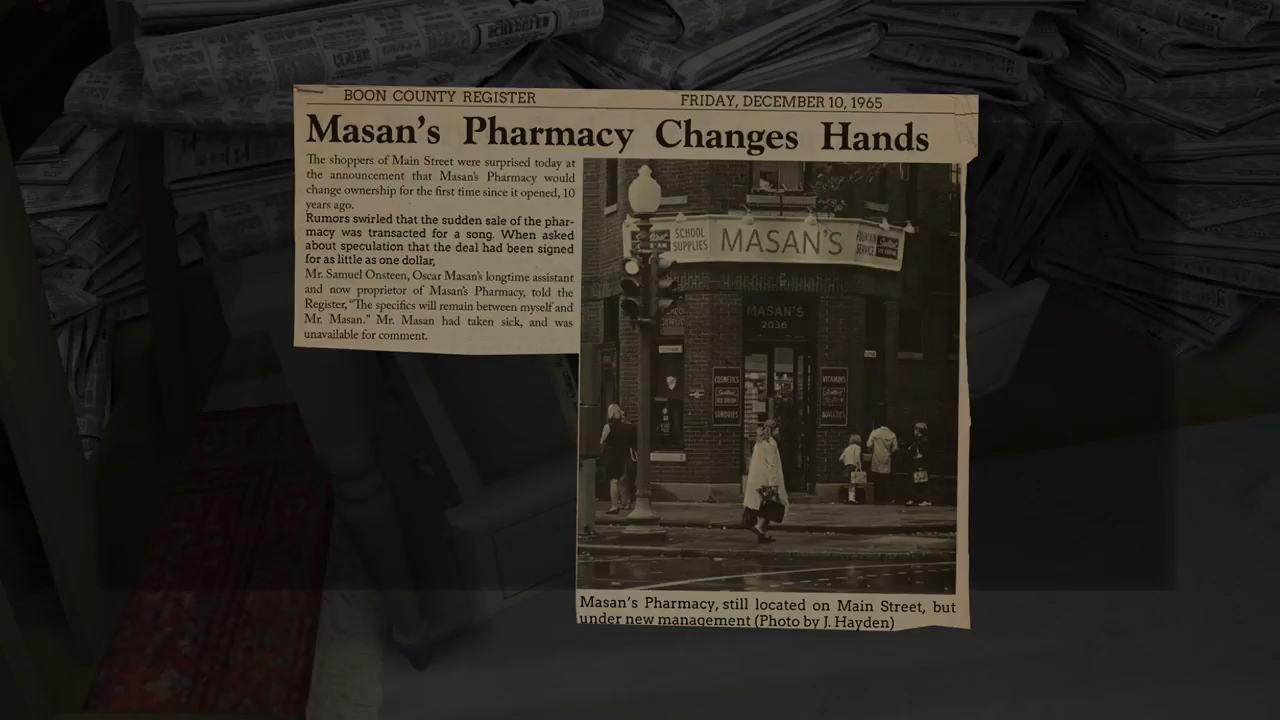 BOON COUNTY REGISTER
FRIDAY, DECEMBER 10, 1965
Masan's Pharmacy Changes Hands
The shoppers of Main Street were surprised today at
the announcement that Masan's Pharmacy would
change ownership for the first time since it opened, 10
years ago.
Rumors swirled that the sudden sale of the phar-
macy was transacted for a song. When asked
about speculation that the deal had been signed
for as little as one dollar,
Mr. Samuel Onsteen, Oscar Masan's longtime assistant
and now proprietor of Masan's Pharmacy, told the
Register, "The specifics will remain between myself and
Mr. Masan." Mr. Masan had taken sick, and was
unavailable for comment.
SCHOOL
SUPPLIES
MASAN'S
FOUNTAIN
SERVICE
MASAN'S
2036
COSMETICS
SUNDRIES
VITAMINS
Masan's Pharmacy, still located on Main Street, but
under new management (Photo by J. Hayden)